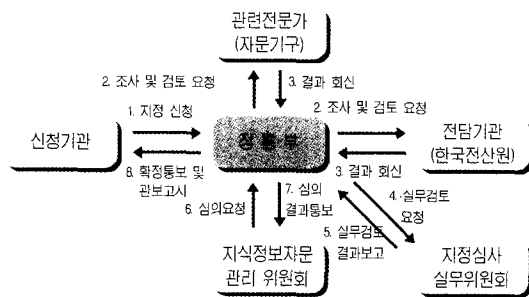 관련전문가
(자문기구)
2. 조사 및 검토 요청
3. 결과 회신
1. 지정 신청
2. 조사 및 검토 요청
신청기관
정통부
전담기관
(한국전산원)
8. 확정통보 및
관보고시
3. 결과 회신
7. 심의
결과통보
6. 심의요청
4. 실무검토
요청
5. 실무검토
결과보고
지식정보자문
관리 위원회
지정심사
실무위원회